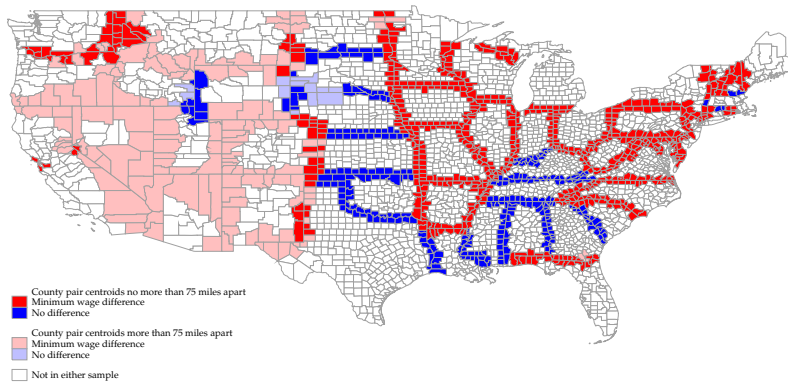 County pair centroids no more than 75 miles apart
Minimum wage difference
No difference
County pair centroids more than 75 miles apart
Minimum wage difference
No difference
Not in either sample